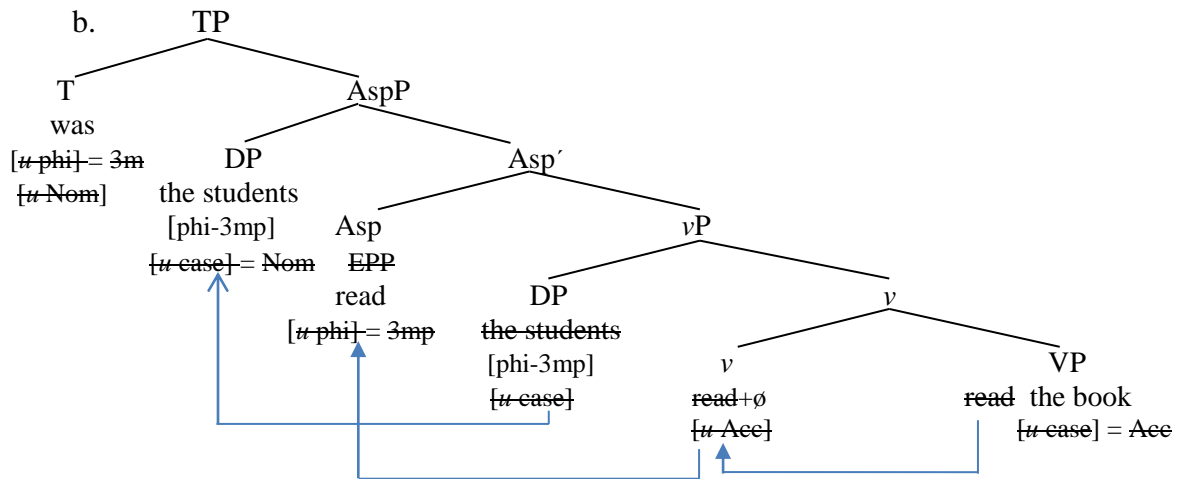 b. TP
T AspP
was
[u phi] = 3m DP Asp´
[u Nom] the students
[phi-3mp] Asp vP
[u case] = Nom EPP
read DP v
[u phi] = 3mp the students
[phi-3mp] v VP
[u case] read+ø read the book
[u Acc] [u case] = Acc